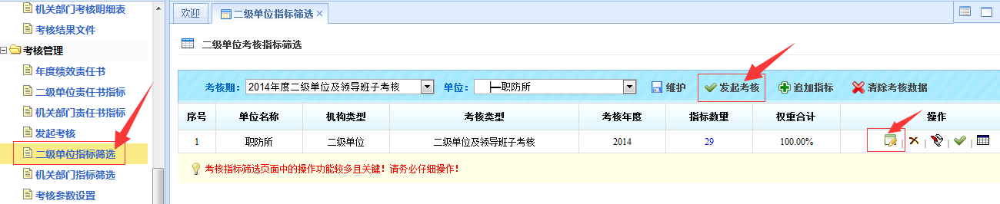 机关部门考核明细表
考核结果文件
考核管理
年度绩效责任书
二级单位责任书指标
机关部门责任书指标
发起考核
二级单位指标筛选
机关部门指标筛选
考核参数设置
欢迎 二级单位指标筛选
二级单位考核指标筛选
考核期: 2014年度二级单位及领导班子考核 单位: 职防所 维护 发起考核 追加指标 清除考核数据
序号 单位名称 机构类型 考核类型 考核年度 指标数量 权重合计 操作
1 职防所 二级单位 二级单位及领导班子考核 2014 29 100.00%
考核指标筛选页面中的操作功能较多且关键！请务必仔细操作！